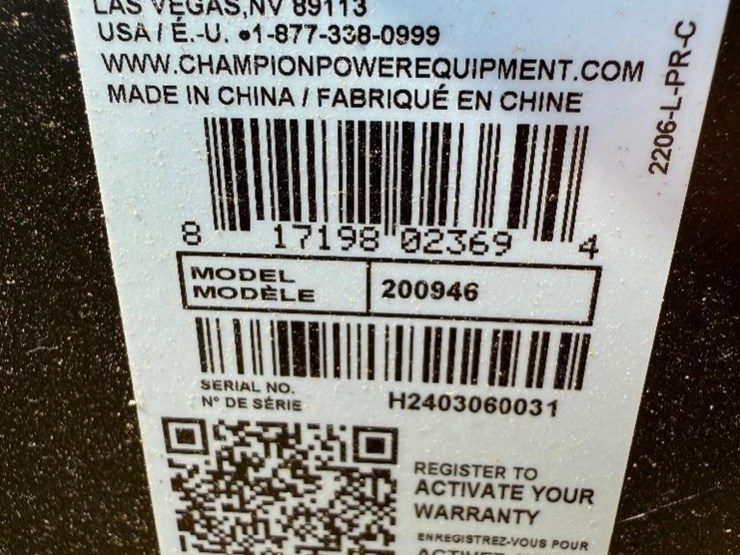 LAS VEGAS,NV 89113
USA / É.-U. •1-877-338-0999
WWW.CHAMPIONPOWEREQUIPMENT.COM
MADE IN CHINA / FABRIQUÉ EN CHINE
2206-L-PR-C
8 17198 02369 4
MODEL
MODÈLE
200946
SERIAL NO.
N° DE SÉRIE
H2403060031
REGISTER TO
ACTIVATE YOUR
WARRANTY
ENREGISTREZ-VOUS POUR